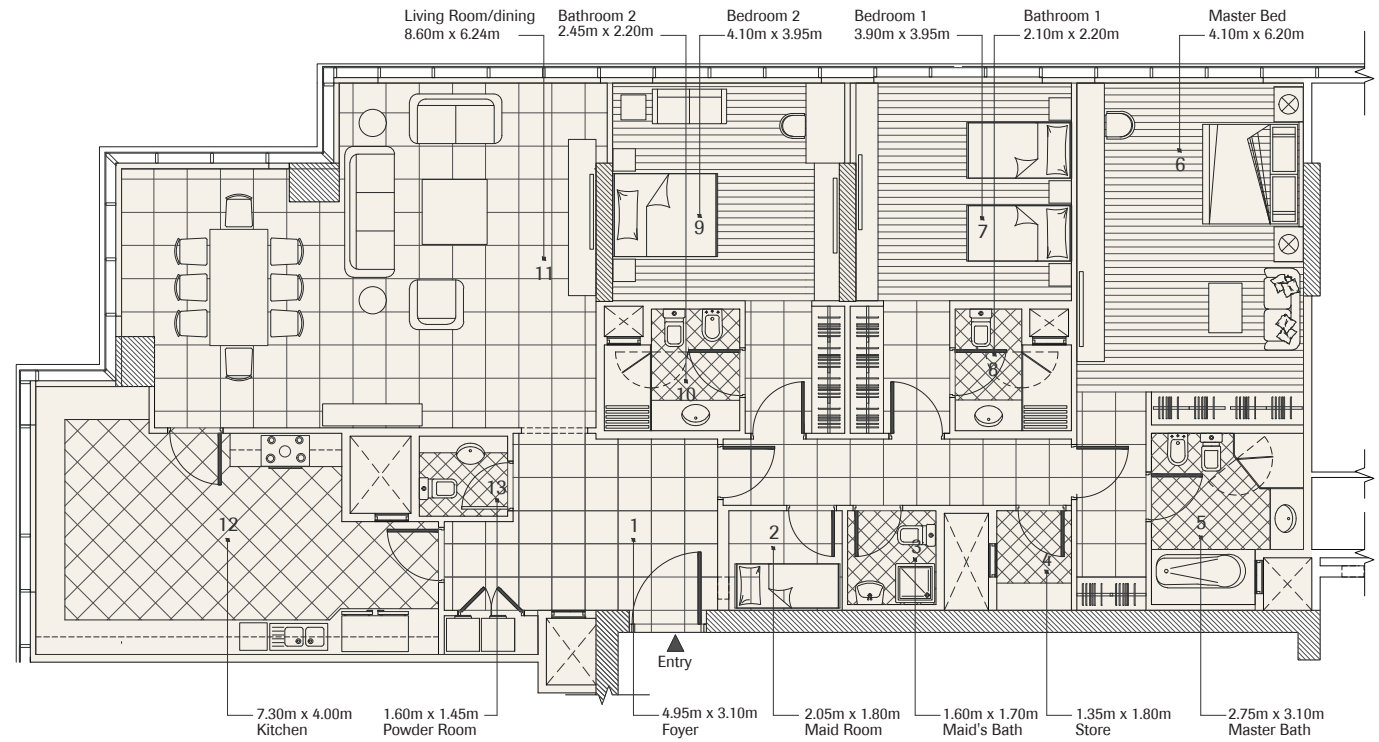 Living Room/dining
8.60m x 6.24m
Bathroom 2
2.45m x 2.20m
Bedroom 2
4.10m x 3.95m
Bedroom 1
3.90m x 3.95m
Bathroom 1
2.10m x 2.20m
Master Bed
4.10m x 6.20m
6
9
7
11
8
10
13
12
1
2
3
4
5
Entry
7.30m x 4.00m
Kitchen
1.60m x 1.45m
Powder Room
4.95m x 3.10m
Foyer
2.05m x 1.80m
Maid Room
1.60m x 1.70m
Maid's Bath
1.35m x 1.80m
Store
2.75m x 3.10m
Master Bath